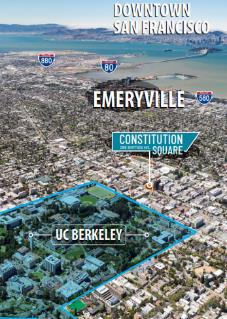 DOWNTOWN
SAN FRANCISCO
880
80
EMERYVILLE
580
CONSTITUTION
SQUARE
UC BERKELEY